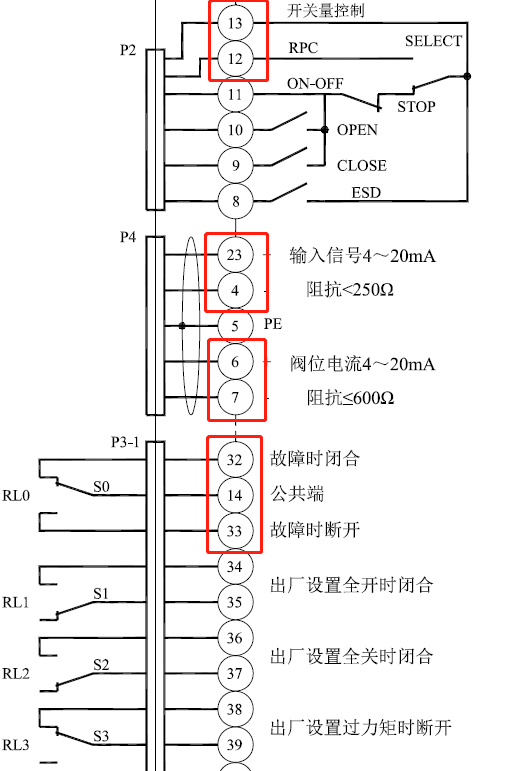 13 开关量控制
P2 SELECT
12 RPC
11 ON-OFF
STOP
10 OPEN
9 CLOSE
8 ESD
P4
23 输入信号4～20mA
4 阻抗<250Ω
5 PE
6 阀位电流4～20mA
7 阻抗≤600Ω
P3-1
32 故障时闭合
RL0 S0 14 公共端
33 故障时断开
34
出厂设置全开时闭合
RL1 S1 35
36
出厂设置全关时闭合
RL2 S2 37
38
出厂设置过力矩时断开
RL3 S3 39